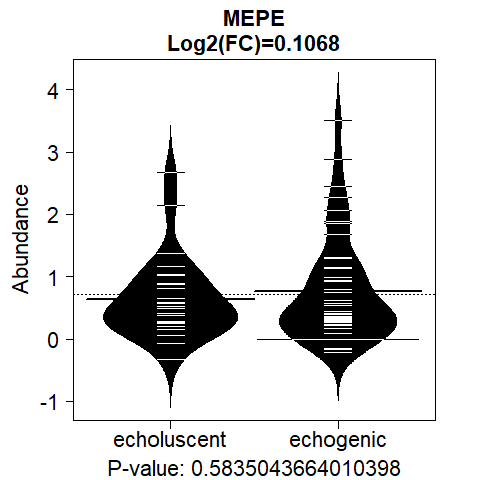 MEPE
Log2(FC)=0.1068
4
3
2
1
0
-1
Abundance
echoluscent echogenic
P-value: 0.5835043664010398